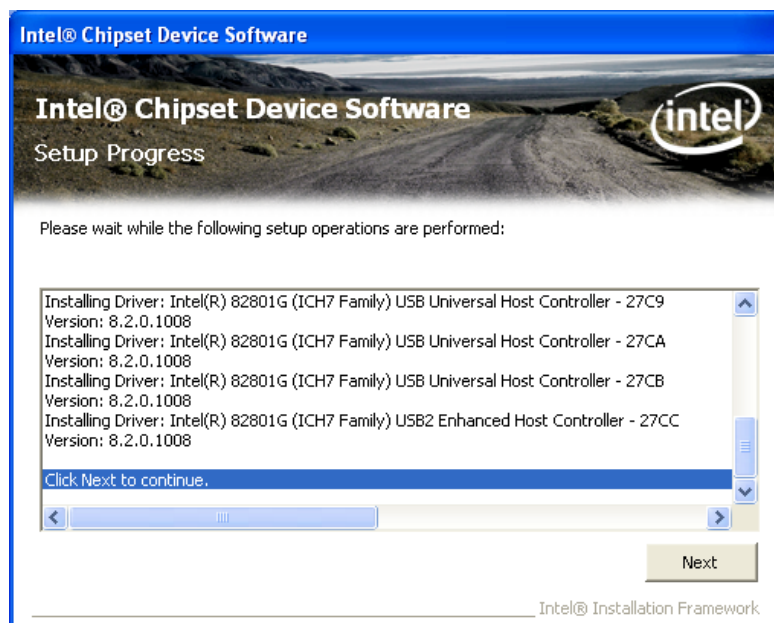 Intel® Chipset Device Software
Intel® Chipset Device Software
intel
Setup Progress
Please wait while the following setup operations are performed:
Installing Driver: Intel(R) 82801G (ICH7 Family) USB Universal Host Controller - 27C9
Version: 8.2.0.1008
Installing Driver: Intel(R) 82801G (ICH7 Family) USB Universal Host Controller - 27CA
Version: 8.2.0.1008
Installing Driver: Intel(R) 82801G (ICH7 Family) USB Universal Host Controller - 27CB
Version: 8.2.0.1008
Installing Driver: Intel(R) 82801G (ICH7 Family) USB2 Enhanced Host Controller - 27CC
Version: 8.2.0.1008
Click Next to continue.
Next
Intel® Installation Framework